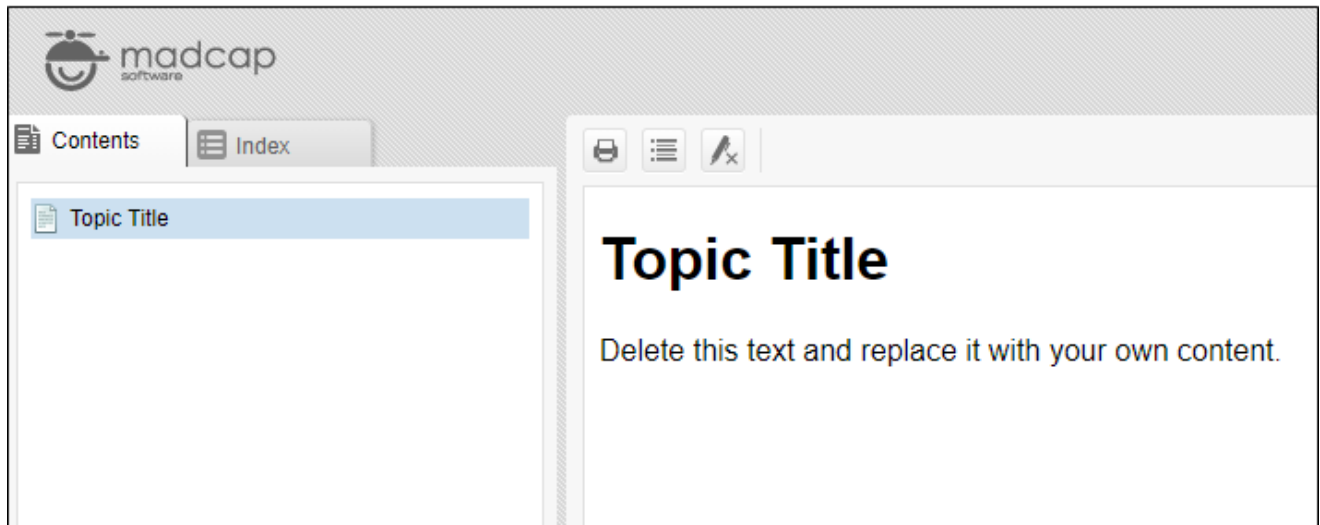 madcap
software
Contents
Index
Topic Title
Topic Title
Delete this text and replace it with your own content.